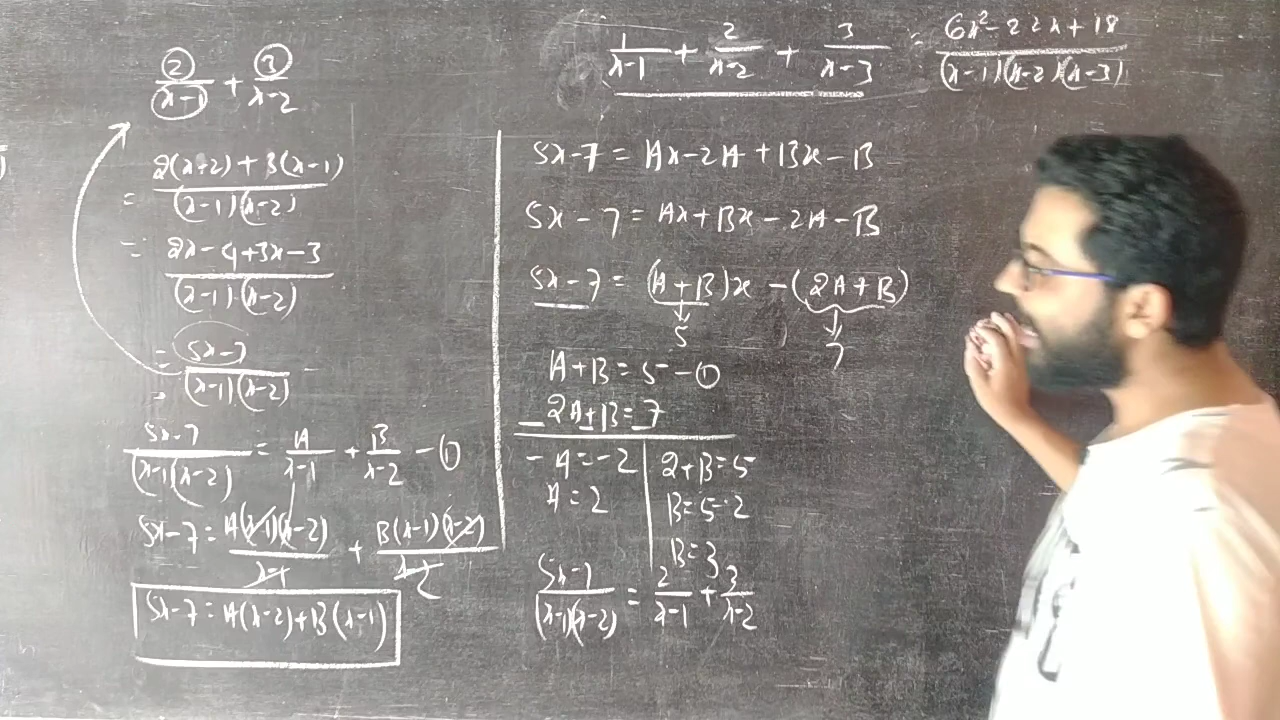 2/(x-1) + 3/(x-2)
= (2(x+2) + 3(x-1))/((x-1)(x-2))
= (2x-4+3x-3)/((x-1)(x-2))
= (5x-7)/((x-1)(x-2))
(5x-7)/((x-1)(x-2)) = A/(x-1) + B/(x-2) - ①
5x-7 = A(x-1)(x-2)/(x-1) + B(x-1)(x-2)/(x-2)
5x-7 = A(x-2)+B(x-1)
1/(x-1) + 2/(x-2) + 3/(x-3) = (6x²-22x+18)/((x-1)(x-2)(x-3))
5x-7 = Ax-2A+Bx-B
5x-7 = Ax+Bx-2A-B
5x-7 = (A+B)x-(2A+B)
5 7
A+B=5-①
2A+B=7
-A=-2
A=2
2+B=5
B=5-2
B=3
(5x-7)/((x-1)(x-2)) = 2/(x-1) + 3/(x-2)